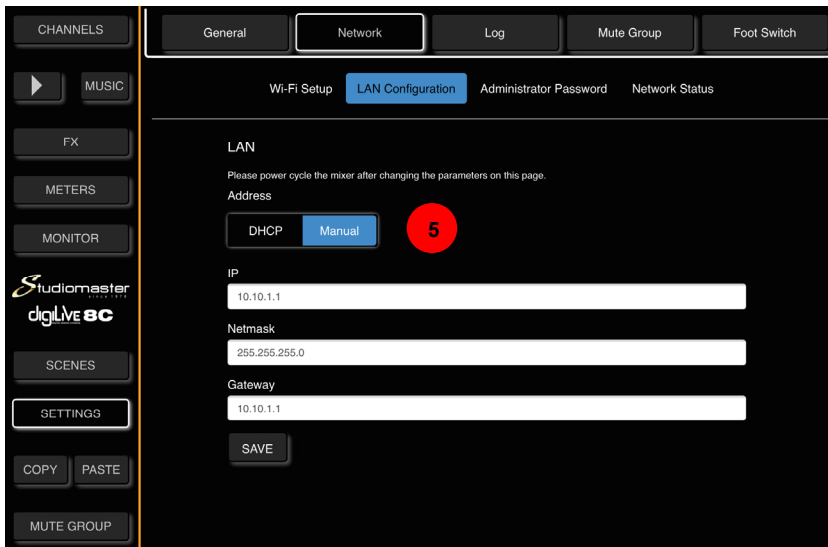 CHANNELS
MUSIC
FX
METERS
MONITOR
Studiomaster
since 1976
digiLive 8C
SCENES
SETTINGS
COPY PASTE
MUTE GROUP
General Network Log Mute Group Foot Switch
Wi-Fi Setup LAN Configuration Administrator Password Network Status
LAN
Please power cycle the mixer after changing the parameters on this page.
Address
DHCP Manual
5
IP
10.10.1.1
Netmask
255.255.255.0
Gateway
10.10.1.1
SAVE